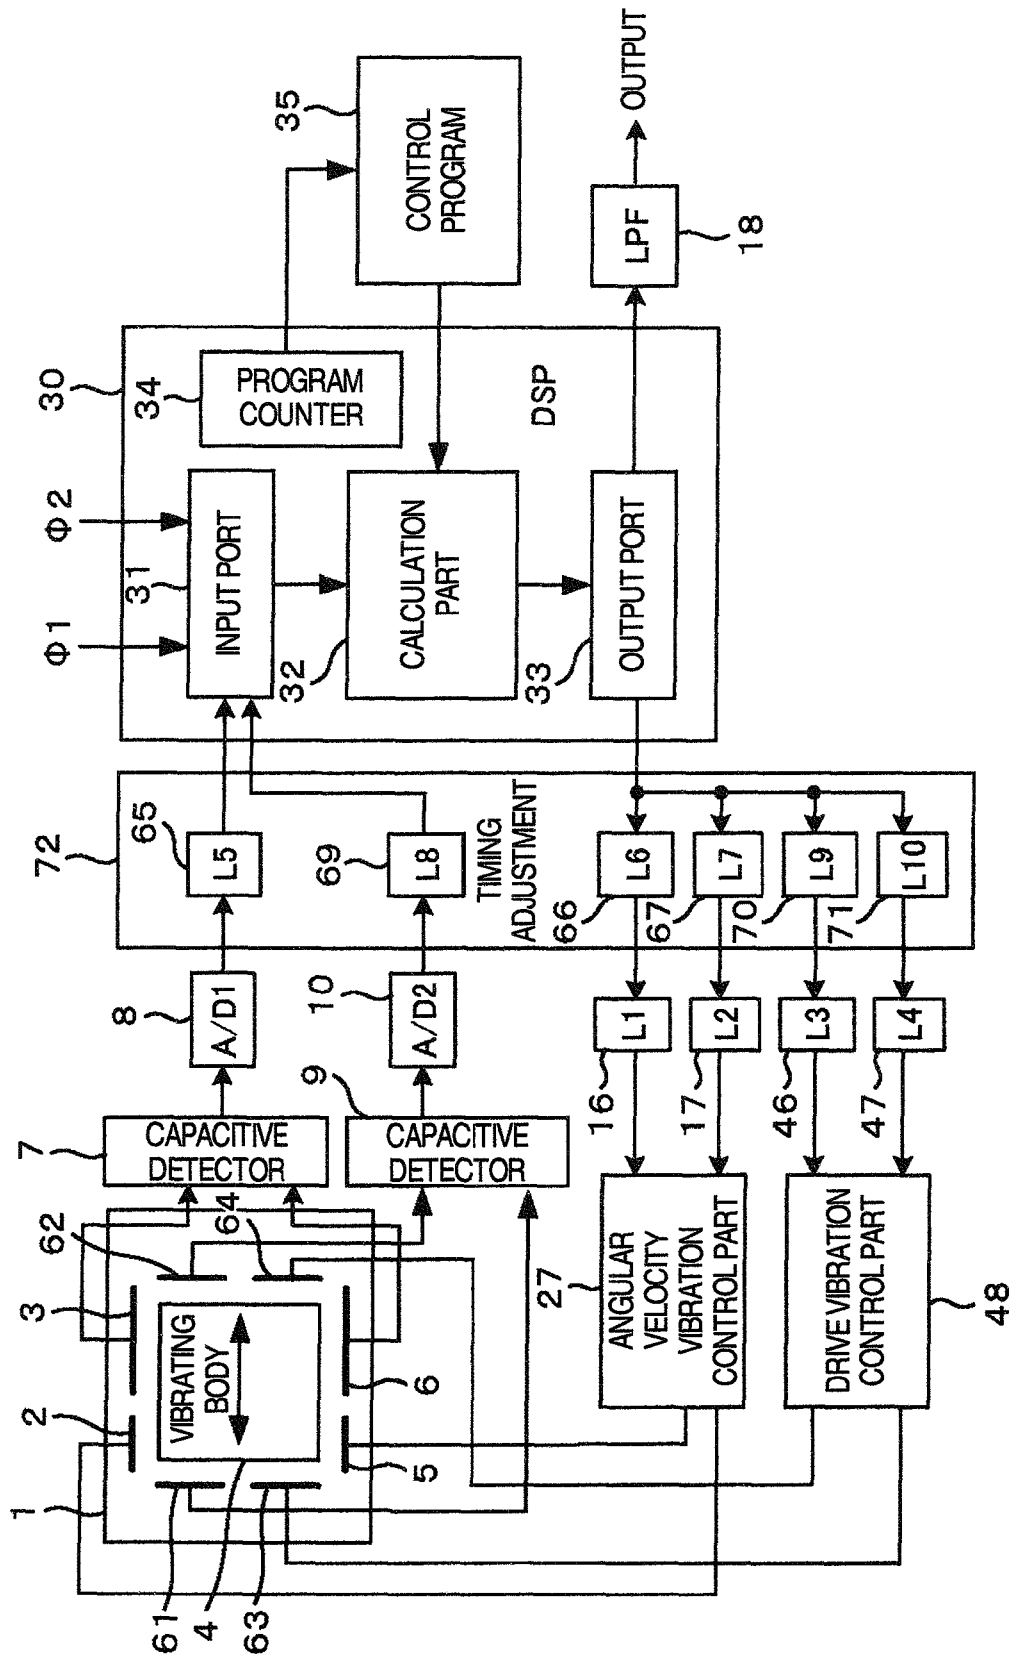 1
2
3
62
64
61
4
63
5
6
VIBRATING
BODY
7
CAPACITIVE
DETECTOR
9
CAPACITIVE
DETECTOR
8
A/D1
10
A/D2
72
65
L5
69
L8
TIMING
ADJUSTMENT
66
L6
67
L7
70
L9
71
L10
16
L1
17
L2
46
L3
47
L4
27
ANGULAR
VELOCITY
VIBRATION
CONTROL PART
DRIVE VIBRATION
CONTROL PART
48
30
Φ1
Φ2
31
INPUT PORT
34
PROGRAM
COUNTER
32
CALCULATION
PART
33
OUTPUT PORT
DSP
35
CONTROL
PROGRAM
LPF
18
OUTPUT